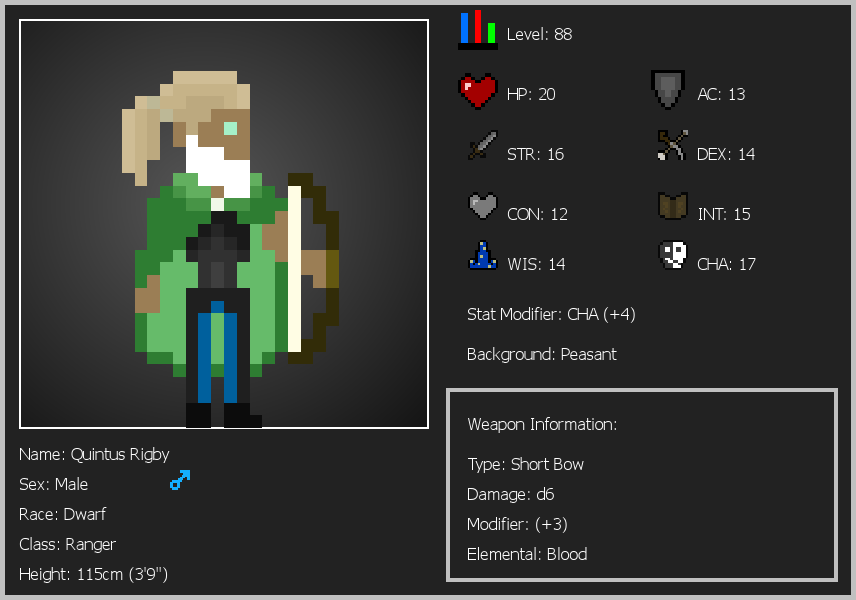 Level: 88
HP: 20
AC: 13
STR: 16
DEX: 14
CON: 12
INT: 15
WIS: 14
CHA: 17
Stat Modifier: CHA (+4)
Background: Peasant
Name: Quintus Rigby
Sex: Male
Race: Dwarf
Class: Ranger
Height: 115cm (3'9")
Weapon Information:
Type: Short Bow
Damage: d6
Modifier: (+3)
Elemental: Blood